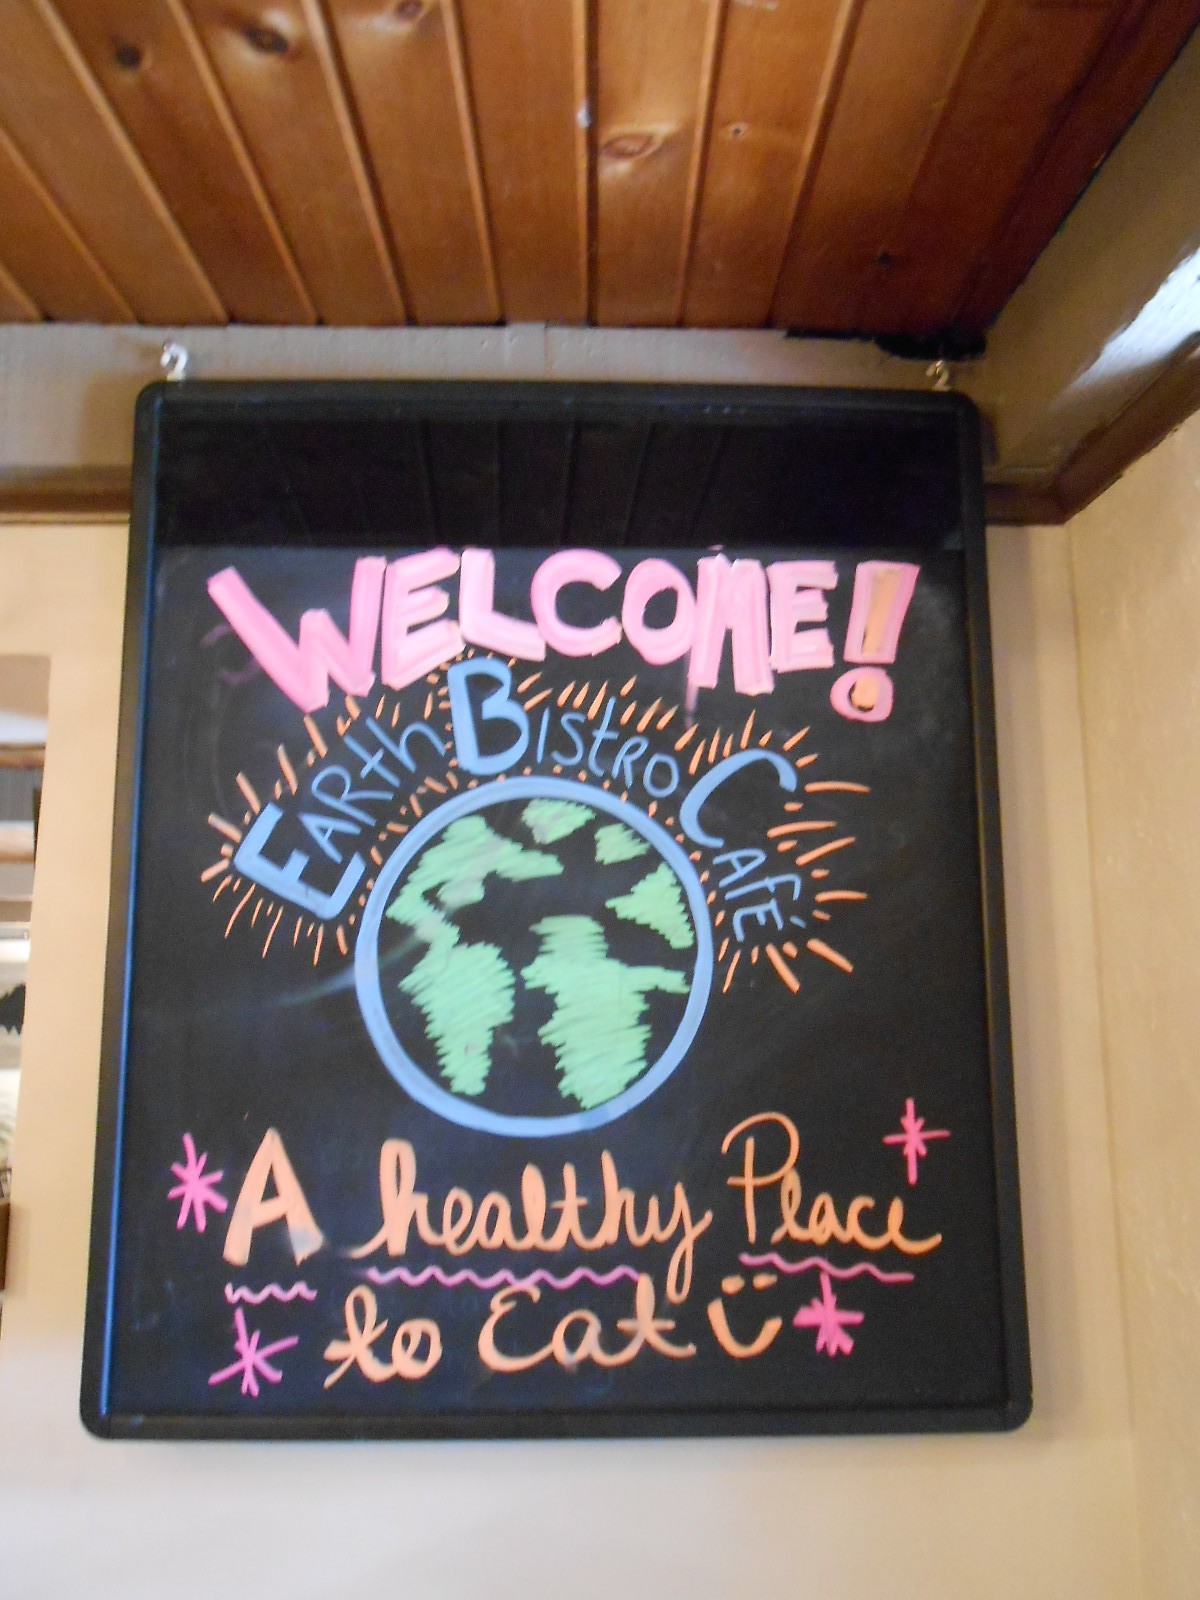 WELCOME!
EARth BIstRO CAFÉ
A healthy Place
to Eat